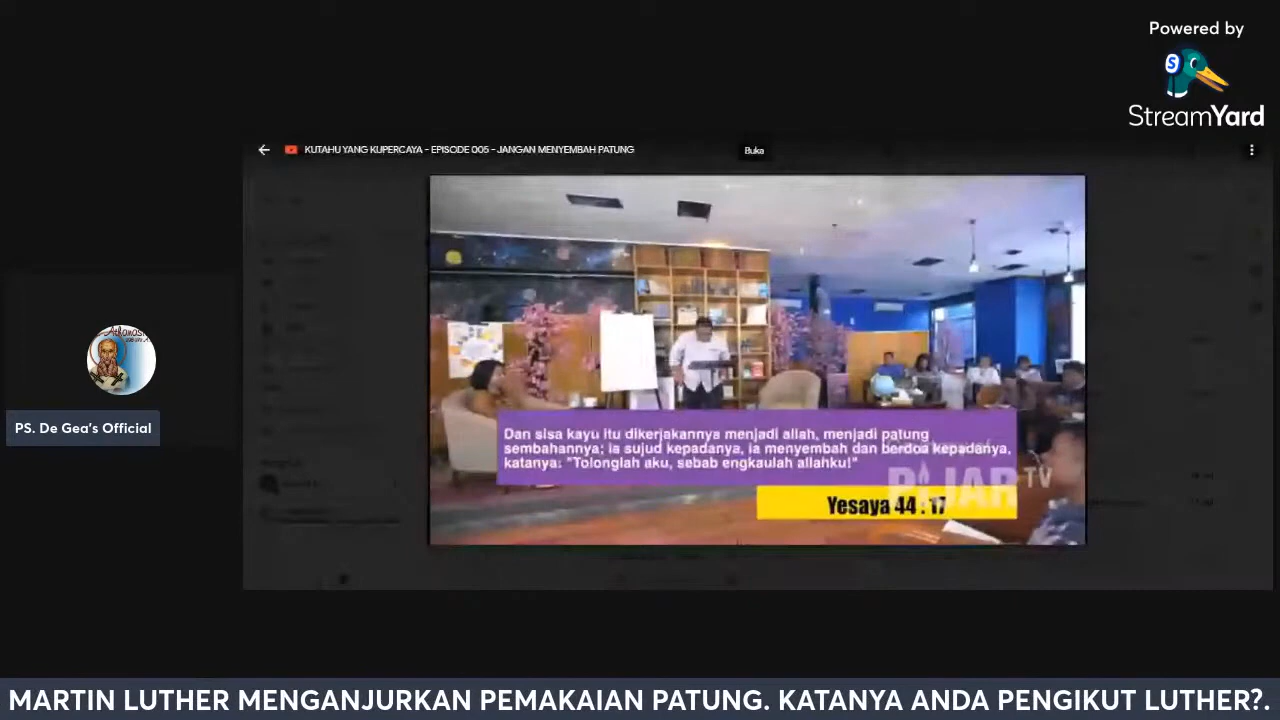 Powered by
StreamYard
KUTAHU YANG KUPERCAYA - EPISODE 005 - JANGAN MENYEMBAH PATUNG
Buka
Dan sisa kayu itu dikerjakannya menjadi allah, menjadi patung
sembahannya; ia sujud kepadanya, ia menyembah dan berdoa kepadanya,
katanya: "Tolonglah aku, sebab engkaulah allahku!"
PIJAR TV
Yesaya 44 : 17
PS. De Gea's Official
MARTIN LUTHER MENGANJURKAN PEMAKAIAN PATUNG. KATANYA ANDA PENGIKUT LUTHER?.